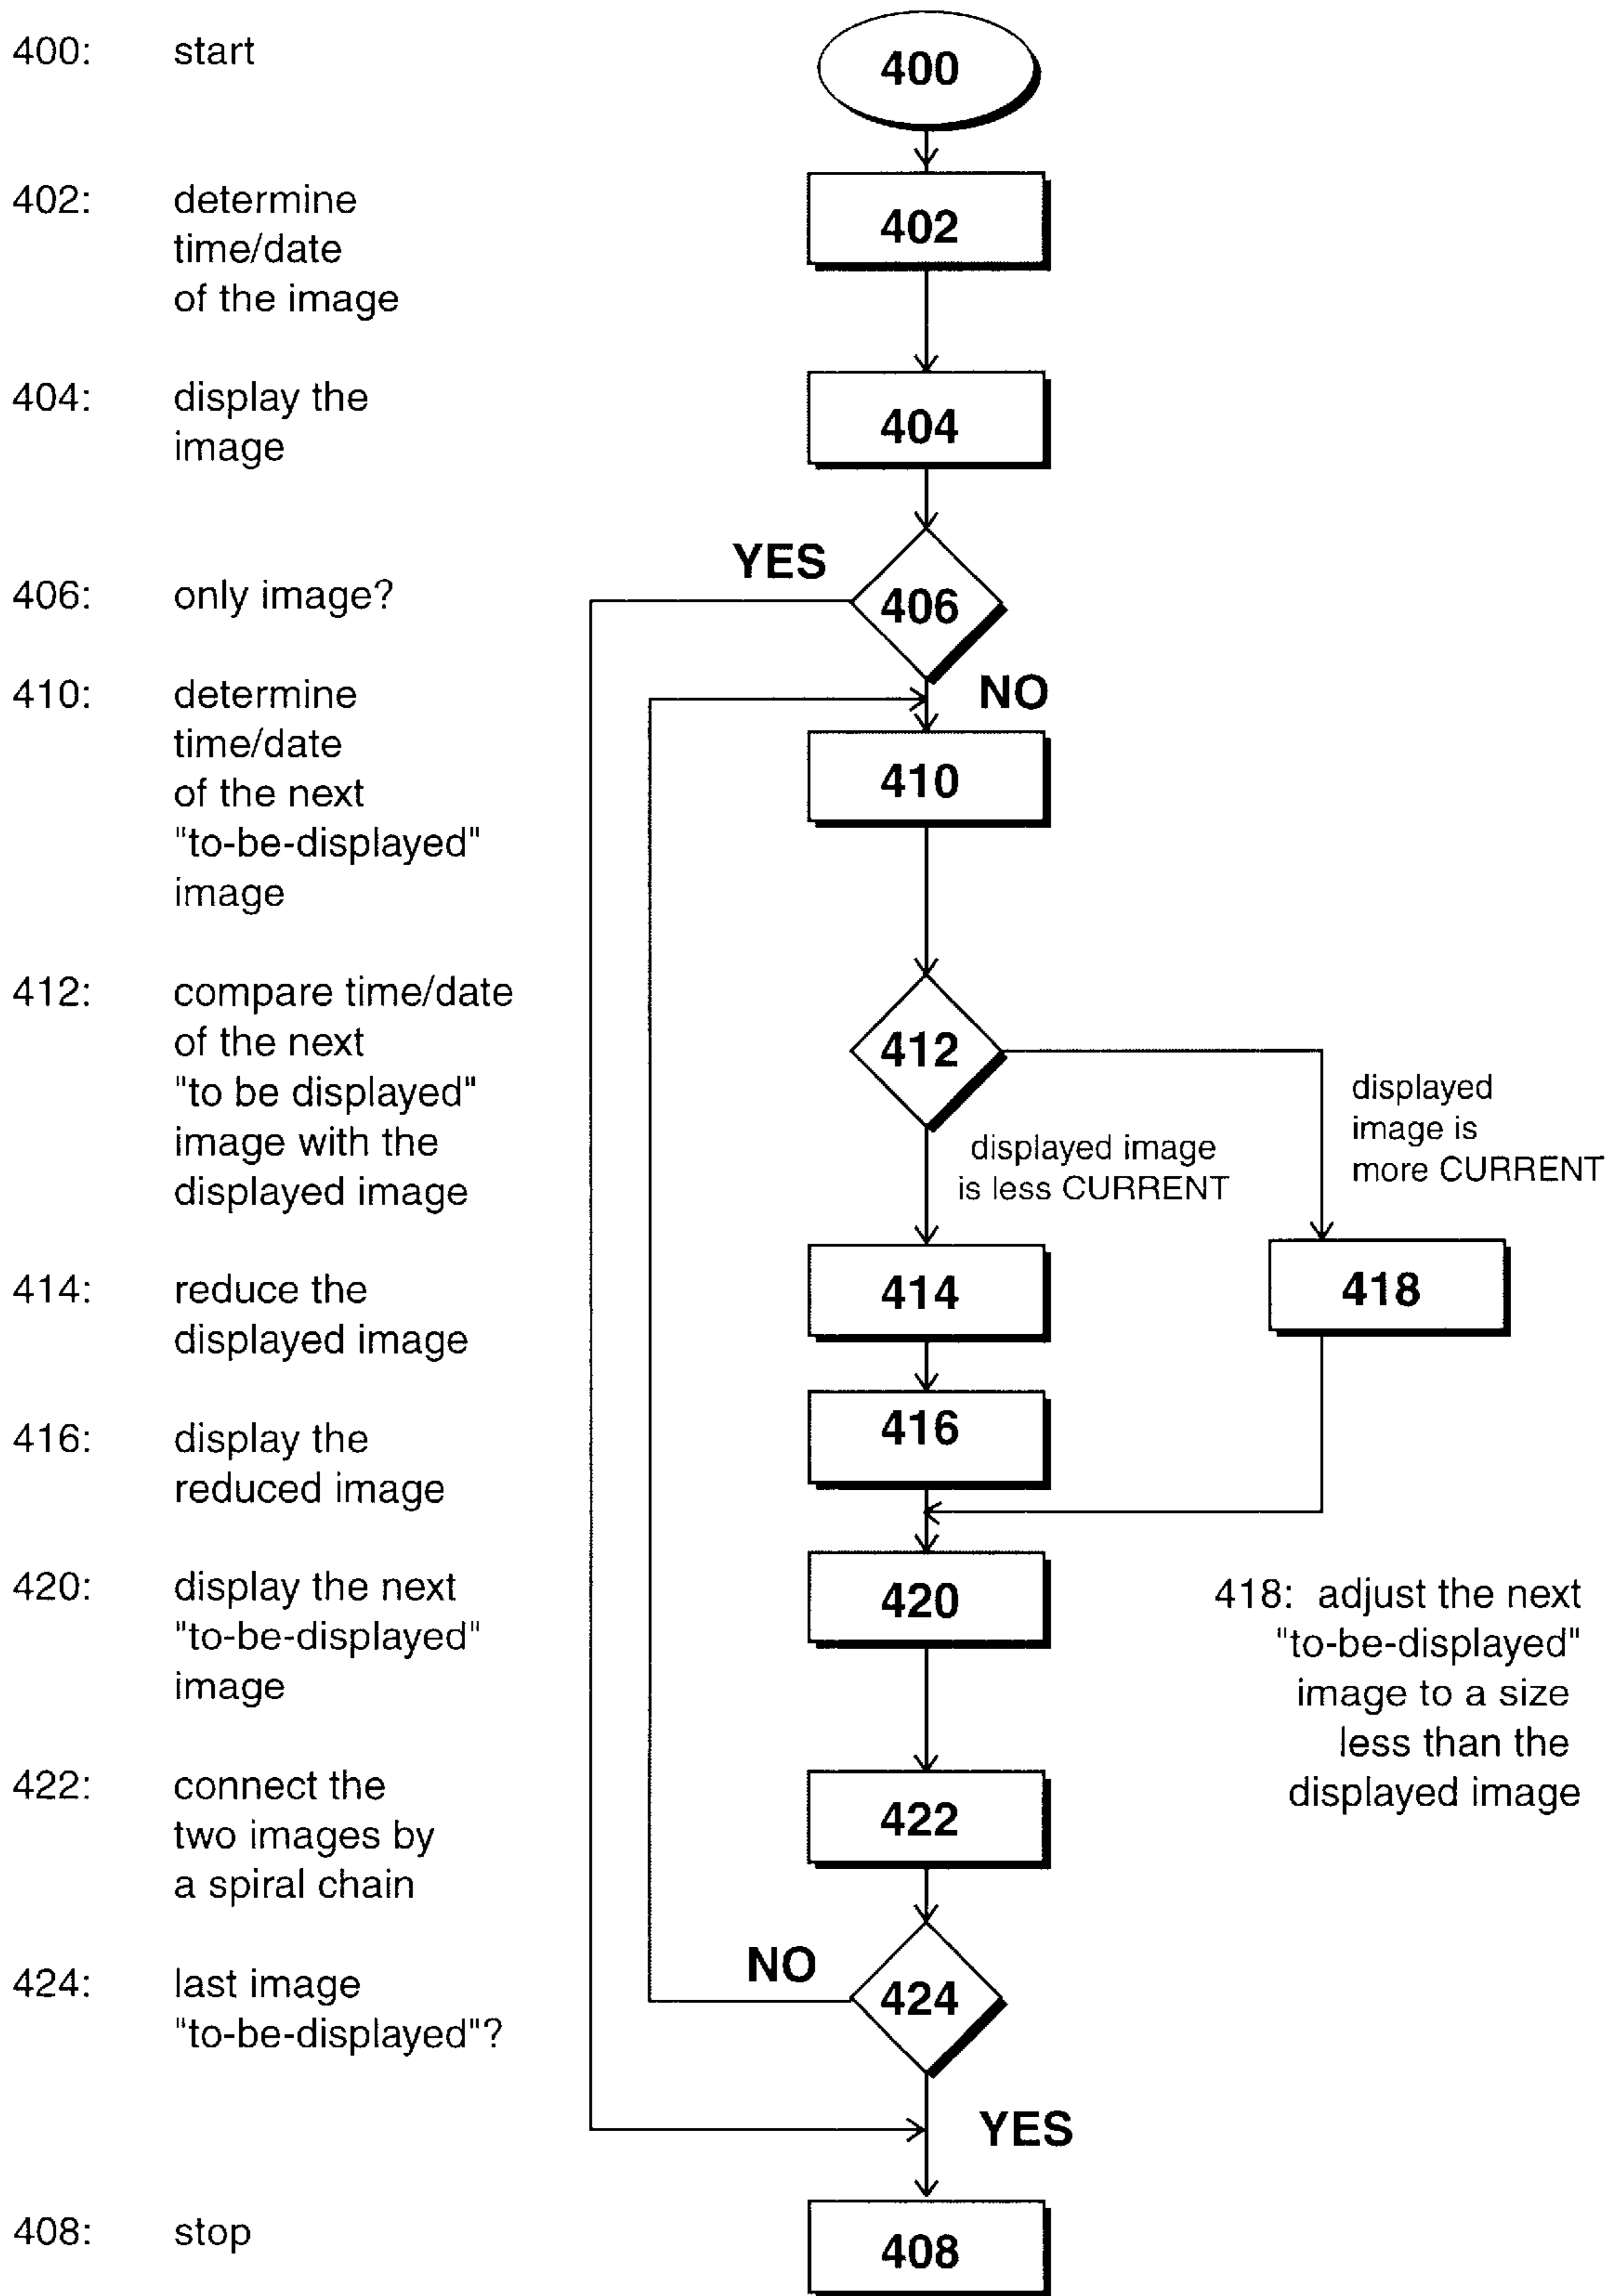 400: start
402: determine
time/date
of the image
404: display the
image
406: only image?
410: determine
time/date
of the next
"to-be-displayed"
image
412: compare time/date
of the next
"to be displayed"
image with the
displayed image
414: reduce the
displayed image
416: display the
reduced image
420: display the next
"to-be-displayed"
image
422: connect the
two images by
a spiral chain
424: last image
"to-be-displayed"?
408: stop
400
402
404
YES
406
NO
410
412
displayed image
is less CURRENT
displayed
image is
more CURRENT
414
418
416
420
418: adjust the next
"to-be-displayed"
image to a size
less than the
displayed image
422
NO
424
YES
408